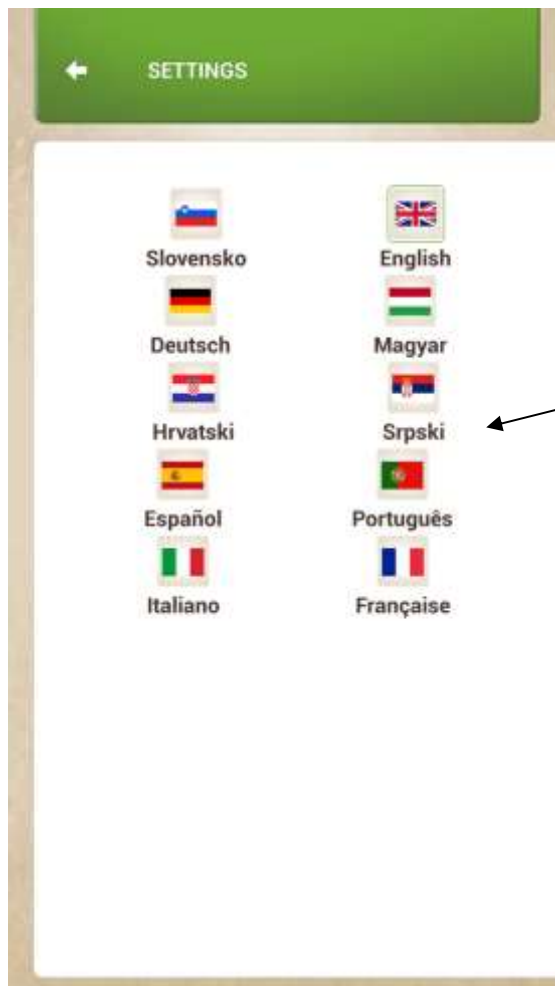 SETTINGS
Slovensko English
Deutsch Magyar
Hrvatski Srpski
Español Português
Italiano Française